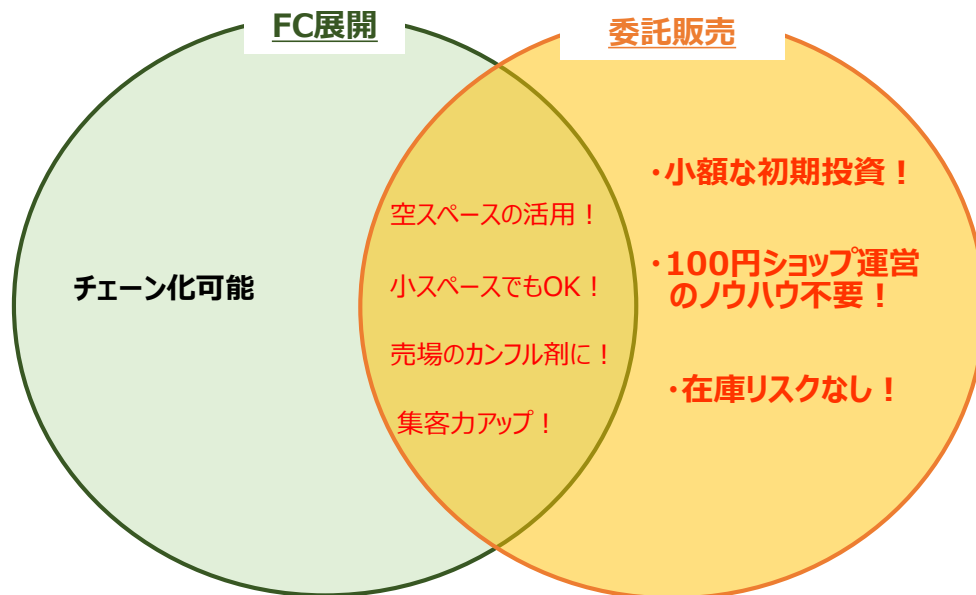 FC展開
委託販売
チェーン化可能
空スペースの活用！
小スペースでもOK！
売場のカンフル剤に！
集客力アップ！
・小額な初期投資！
・100円ショップ運営
のノウハウ不要！
・在庫リスクなし！